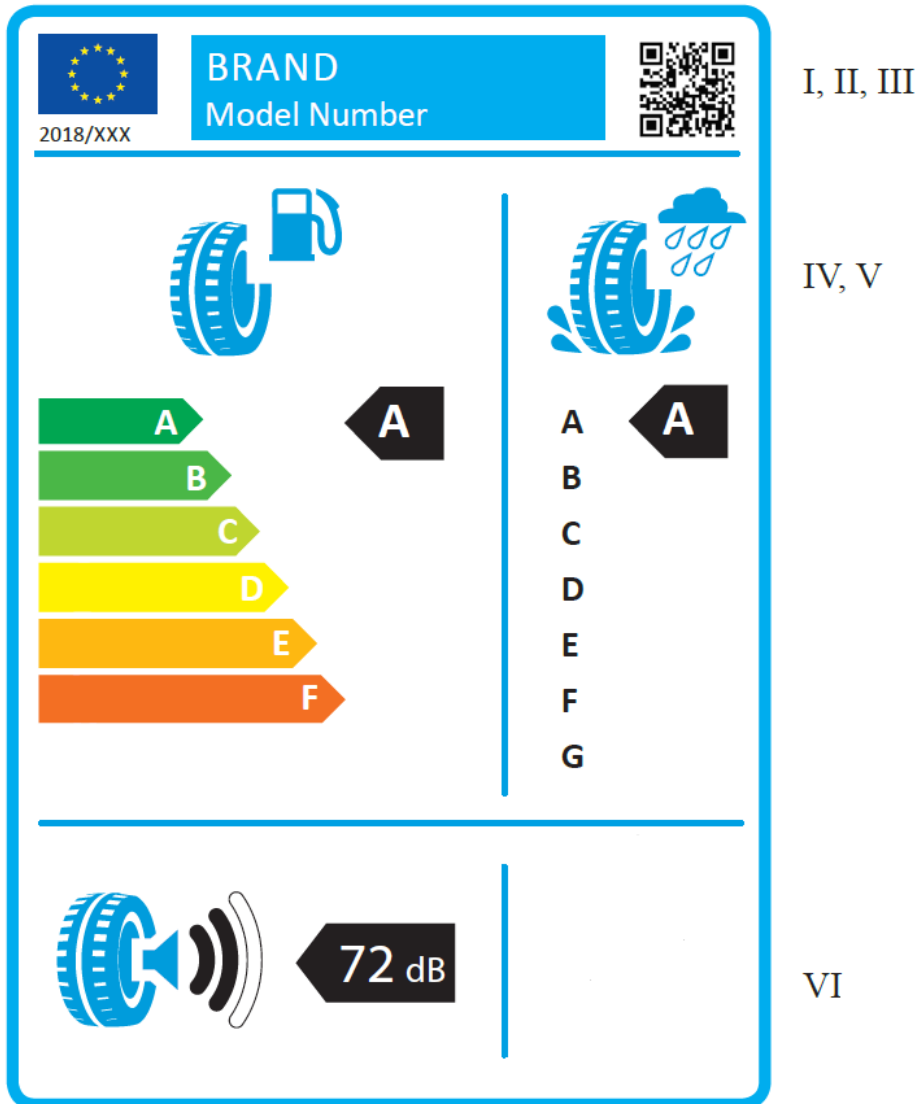 BRAND
Model Number
2018/XXX
I, II, III
IV, V
A
B
C
D
E
F
A
A
B
C
D
E
F
G
A
72 dB
VI